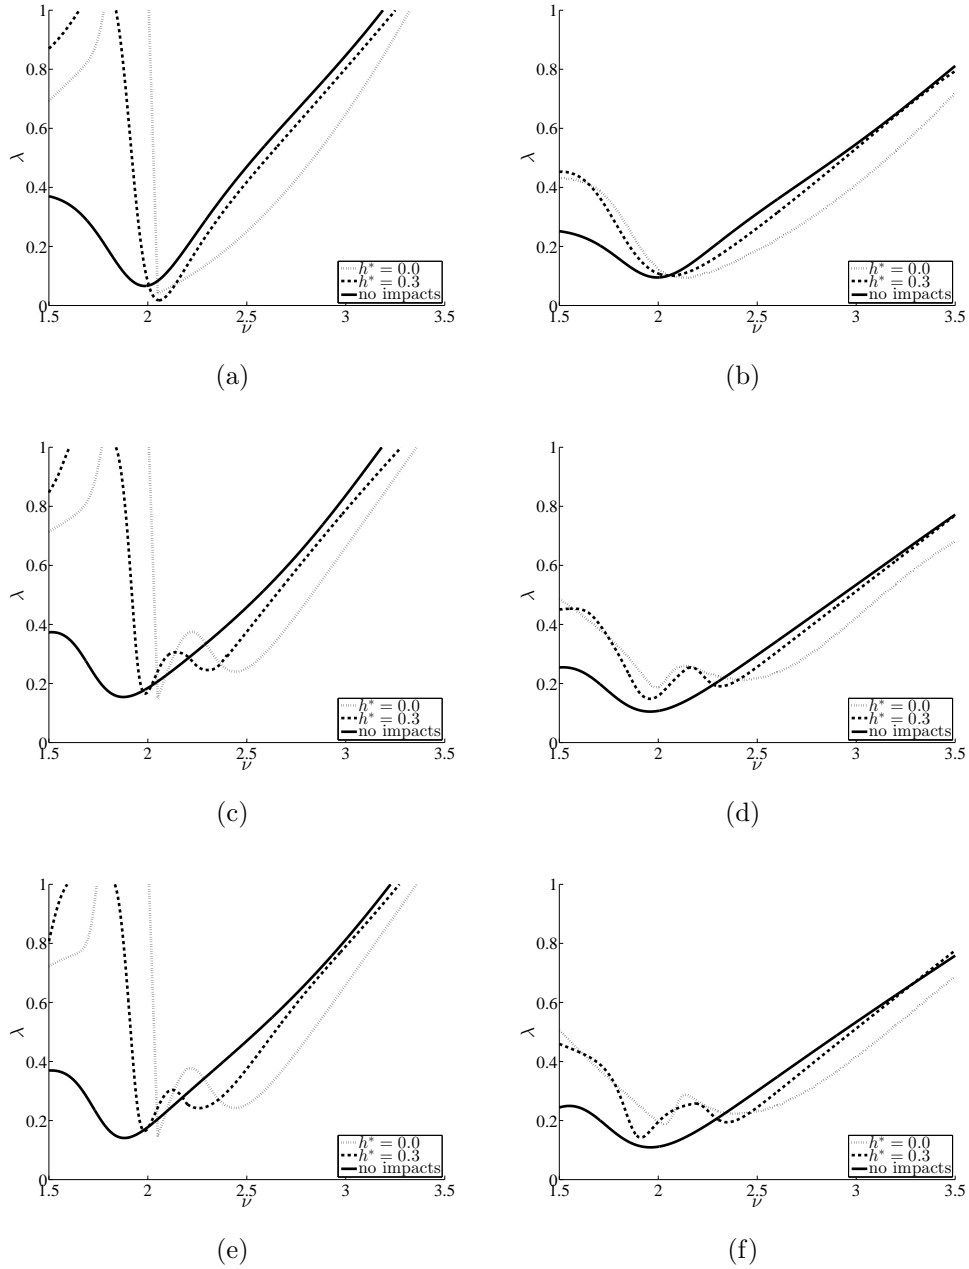 1
0.8
0.6
λ
0.4
0.2
0
1.5 2 2.5 3 3.5
ν
h* = 0.0
h* = 0.3
no impacts
(a)
1
0.8
0.6
λ
0.4
0.2
0
1.5 2 2.5 3 3.5
ν
h* = 0.0
h* = 0.3
no impacts
(b)
1
0.8
0.6
λ
0.4
0.2
0
1.5 2 2.5 3 3.5
ν
h* = 0.0
h* = 0.3
no impacts
(c)
1
0.8
0.6
λ
0.4
0.2
0
1.5 2 2.5 3 3.5
ν
h* = 0.0
h* = 0.3
no impacts
(d)
1
0.8
0.6
λ
0.4
0.2
0
1.5 2 2.5 3 3.5
ν
h* = 0.0
h* = 0.3
no impacts
(e)
1
0.8
0.6
λ
0.4
0.2
0
1.5 2 2.5 3 3.5
ν
h* = 0.0
h* = 0.3
no impacts
(f)